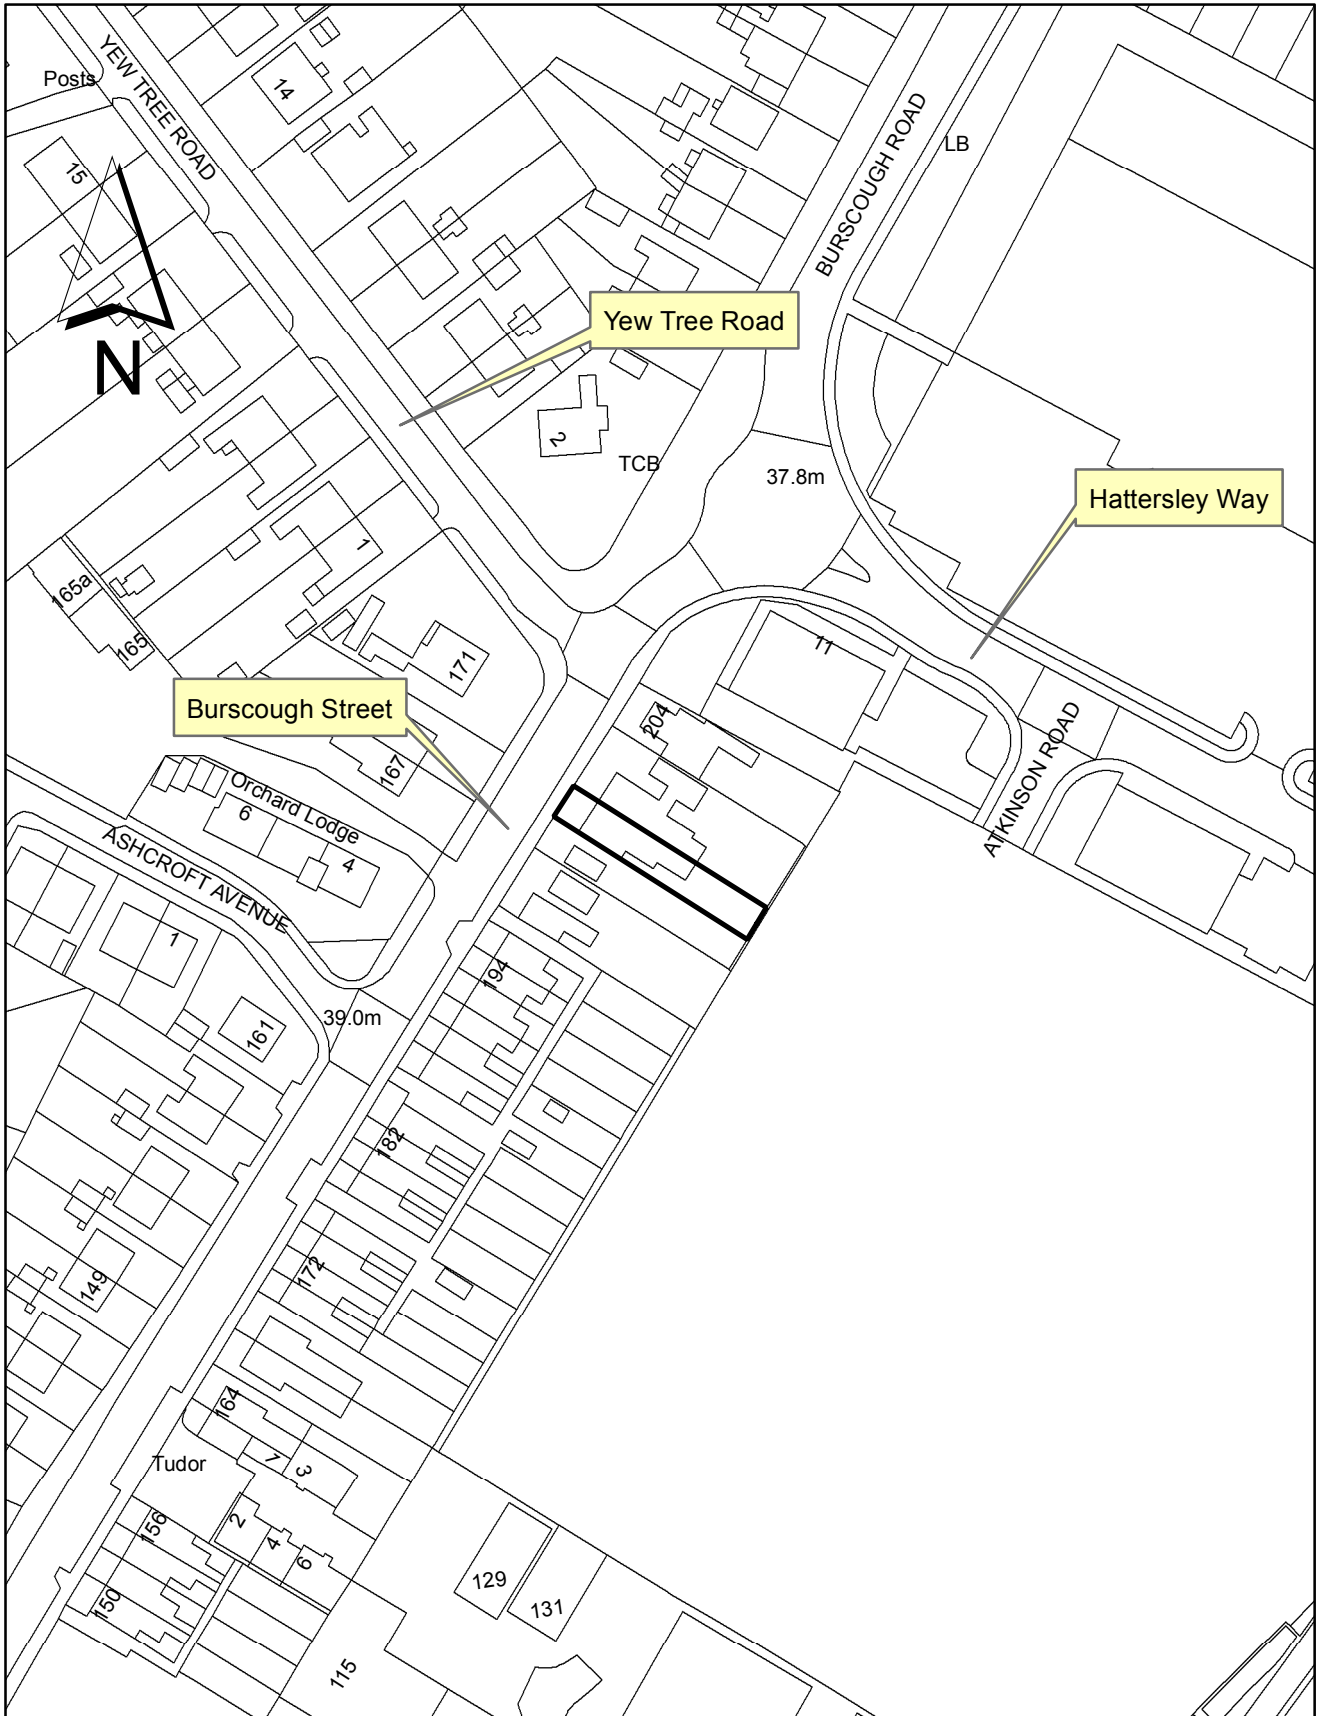 YEW TREE ROAD
Posts
14
15
BURSCOUGH ROAD
LB
N
Yew Tree Road
2
TCB
37.8m
Hattersley Way
1
165a
165
171
11
Burscough Street
204
167
Orchard Lodge
6
4
ASHCROFT AVENUE
ATKINSON ROAD
1
194
161
39.0m
182
172
149
164
7
3
Tudor
156
2
4
6
150
129
131
115